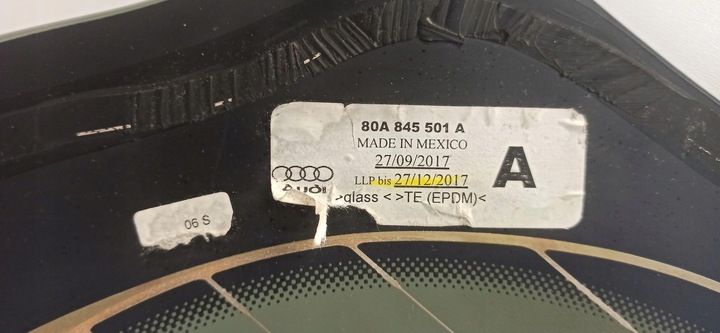 80A 845 501 A
MADE IN MEXICO
27/09/2017
LLP bis 27/12/2017
Audi
>glass < >TE (EPDM)<
A
06 S